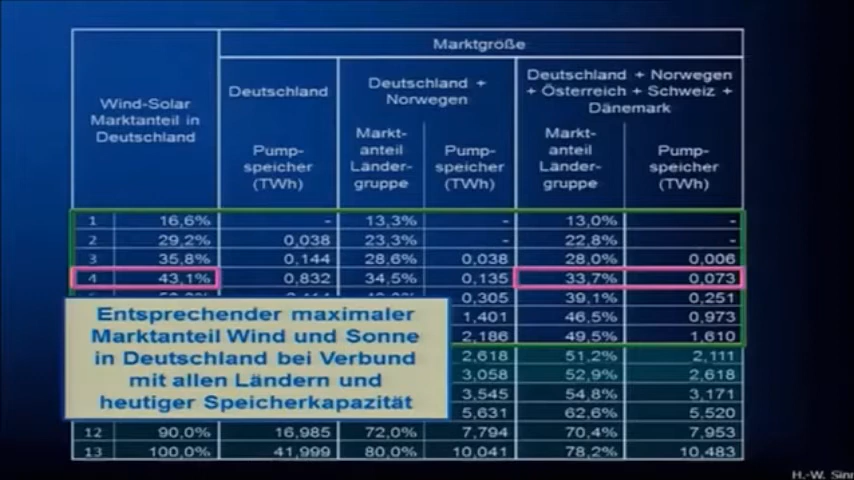 Marktgröße
Wind-Solar
Marktanteil in
Deutschland
Deutschland
Deutschland +
Norwegen
Deutschland + Norwegen
+ Österreich + Schweiz +
Dänemark
Pump-
speicher
(TWh)
Markt-
anteil
Länder-
gruppe
Pump-
speicher
(TWh)
Markt-
anteil
Länder-
gruppe
Pump-
speicher
(TWh)
1 16,6% - 13,3% - 13,0% -
2 29,2% 0,038 23,3% - 22,8% -
3 35,8% 0,144 28,6% 0,038 28,0% 0,006
4 43,1% 0,832 34,5% 0,135 33,7% 0,073
0,305 39,1% 0,251
1,401 46,5% 0,973
2,186 49,5% 1,610
2,618 51,2% 2,111
3,058 52,9% 2,618
3,545 54,8% 3,171
5,631 62,6% 5,520
12 90,0% 16,985 72,0% 7,794 70,4% 7,953
13 100,0% 41,999 80,0% 10,041 78,2% 10,483
Entsprechender maximaler
Marktanteil Wind und Sonne
in Deutschland bei Verbund
mit allen Ländern und
heutiger Speicherkapazität
H.-W. Sinn